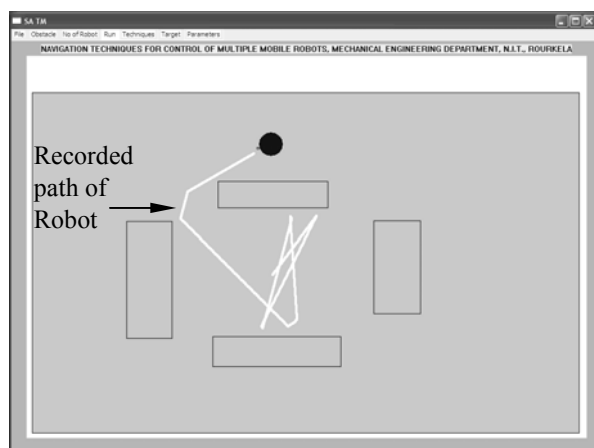 SA TM
File Obstacle No of Robot Run Techniques Target Parameters
NAVIGATION TECHNIQUES FOR CONTROL OF MULTIPLE MOBILE ROBOTS, MECHANICAL ENGINEERING DEPARTMENT, N.I.T., ROURKELA
Recorded
path of
Robot